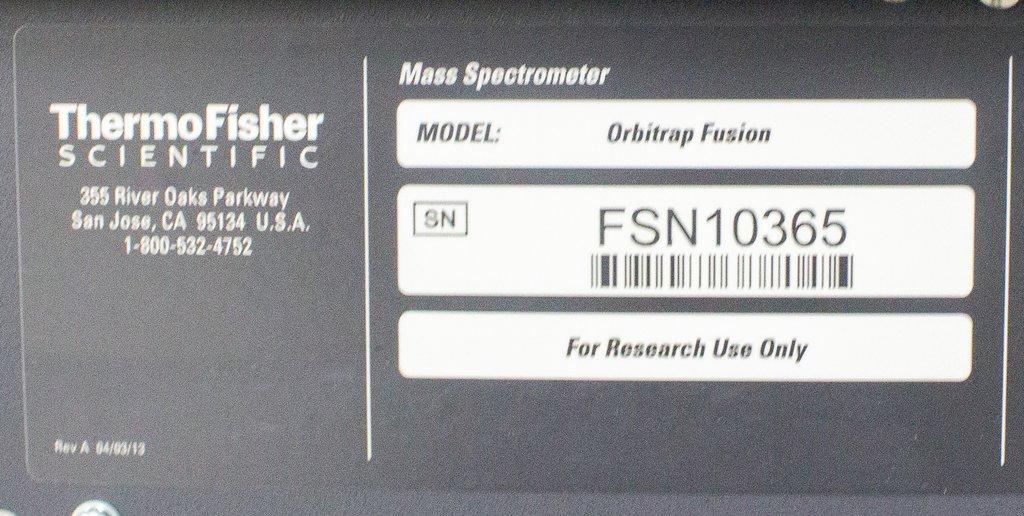 ThermoFisher
SCIENTIFIC
355 River Oaks Parkway
San Jose, CA 95134 U.S.A.
1-800-532-4752
Rev A 04/03/13
Mass Spectrometer
MODEL: Orbitrap Fusion
SN FSN10365
For Research Use Only